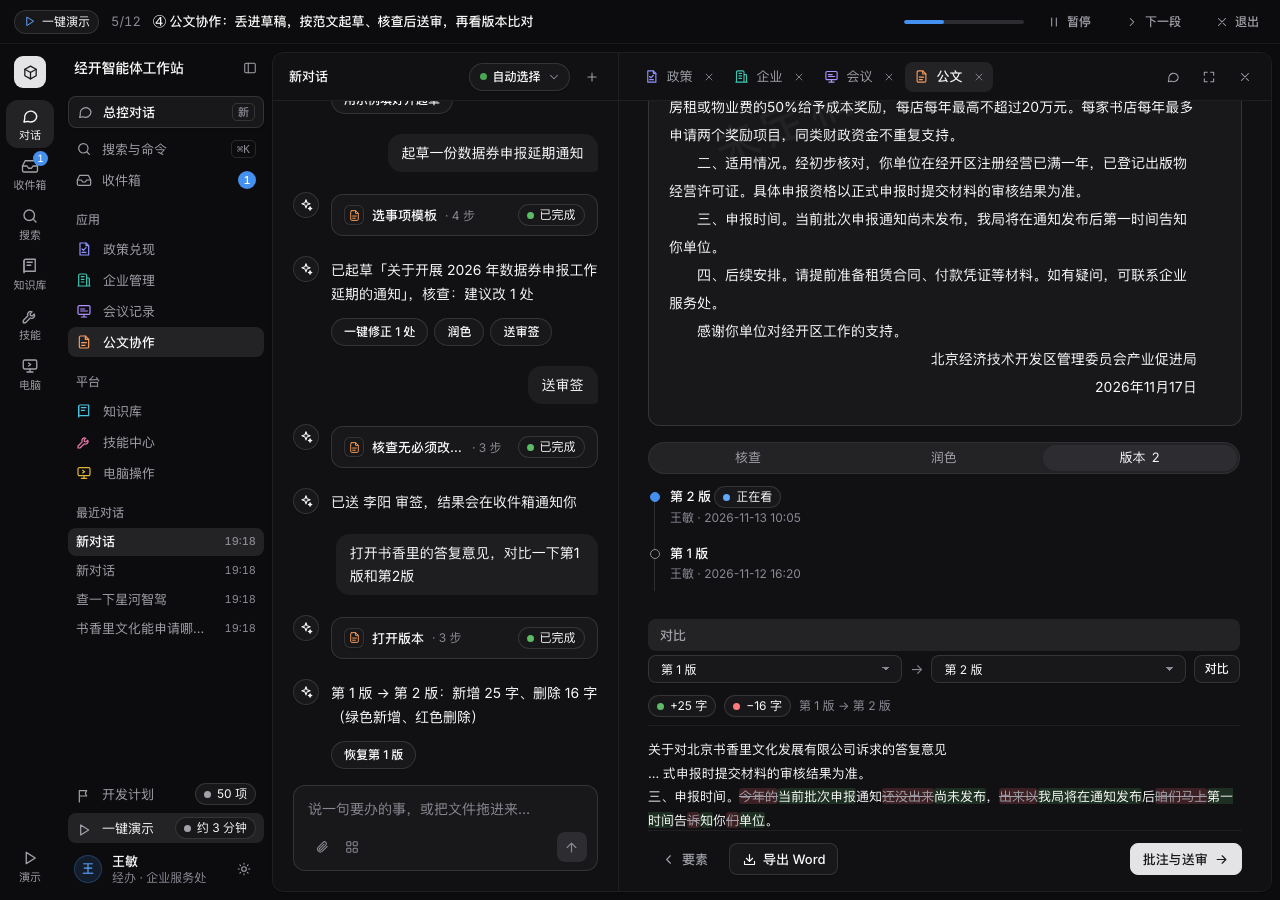 一键演示
5/12
④ 公文协作：丢进草稿，按范文起草、核查后送审，再看版本比对
暂停
下一段
退出
对话
1
收件箱
搜索
知识库
技能
电脑
演示
经开智能体工作站
总控对话
新
搜索与命令
⌘K
收件箱
1
应用
政策兑现
企业管理
会议记录
公文协作
平台
知识库
技能中心
电脑操作
最近对话
新对话 19:18
新对话 19:18
查一下星河智驾 19:18
书香里文化能申请哪... 19:18
开发计划
50 项
一键演示
约 3 分钟
王
王敏
经办 · 企业服务处
新对话
自动选择
起草一份数据券申报延期通知
选事项模板 · 4 步
已完成
已起草「关于开展 2026 年数据券申报工作
延期的通知」，核查：建议改 1 处
一键修正 1 处
润色
送审签
送审签
核查无必须改... · 3 步
已完成
已送 李阳 审签，结果会在收件箱通知你
打开书香里的答复意见，对比一下第1
版和第2版
打开版本 · 3 步
已完成
第 1 版 → 第 2 版：新增 25 字、删除 16 字
（绿色新增、红色删除）
恢复第 1 版
说一句要办的事，或把文件拖进来...
政策
企业
会议
公文
房租或物业费的50%给予成本奖励，每店每年最高不超过20万元。每家书店每年最多
申请两个奖励项目，同类财政资金不重复支持。
二、适用情况。经初步核对，你单位在经开区注册经营已满一年，已登记出版物
经营许可证。具体申报资格以正式申报时提交材料的审核结果为准。
三、申报时间。当前批次申报通知尚未发布，我局将在通知发布后第一时间告知
你单位。
四、后续安排。请提前准备租赁合同、付款凭证等材料。如有疑问，可联系企业
服务处。
感谢你单位对经开区工作的支持。
北京经济技术开发区管理委员会产业促进局
2026年11月17日
核查
润色
版本 2
第 2 版
正在看
王敏 · 2026-11-13 10:05
第 1 版
王敏 · 2026-11-12 16:20
对比
第 1 版
→
第 2 版
对比
+25 字
−16 字
第 1 版 → 第 2 版
关于对北京书香里文化发展有限公司诉求的答复意见
... 式申报时提交材料的审核结果为准。
三、申报时间。今年的当前批次申报通知还没出来尚未发布，出来以我局将在通知发布后咱们马上第一
时间告诉知你们单位。
要素
导出 Word
批注与送审 →